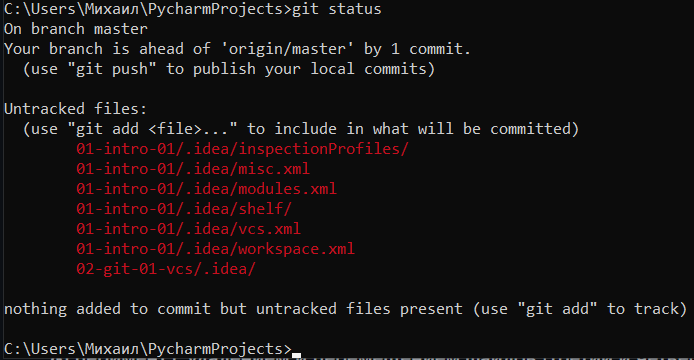 C:\Users\Михаил\PycharmProjects>git status
On branch master
Your branch is ahead of 'origin/master' by 1 commit.
  (use "git push" to publish your local commits)

Untracked files:
  (use "git add <file>..." to include in what will be committed)
        01-intro-01/.idea/inspectionProfiles/
        01-intro-01/.idea/misc.xml
        01-intro-01/.idea/modules.xml
        01-intro-01/.idea/shelf/
        01-intro-01/.idea/vcs.xml
        01-intro-01/.idea/workspace.xml
        02-git-01-vcs/.idea/

nothing added to commit but untracked files present (use "git add" to track)

C:\Users\Михаил\PycharmProjects>